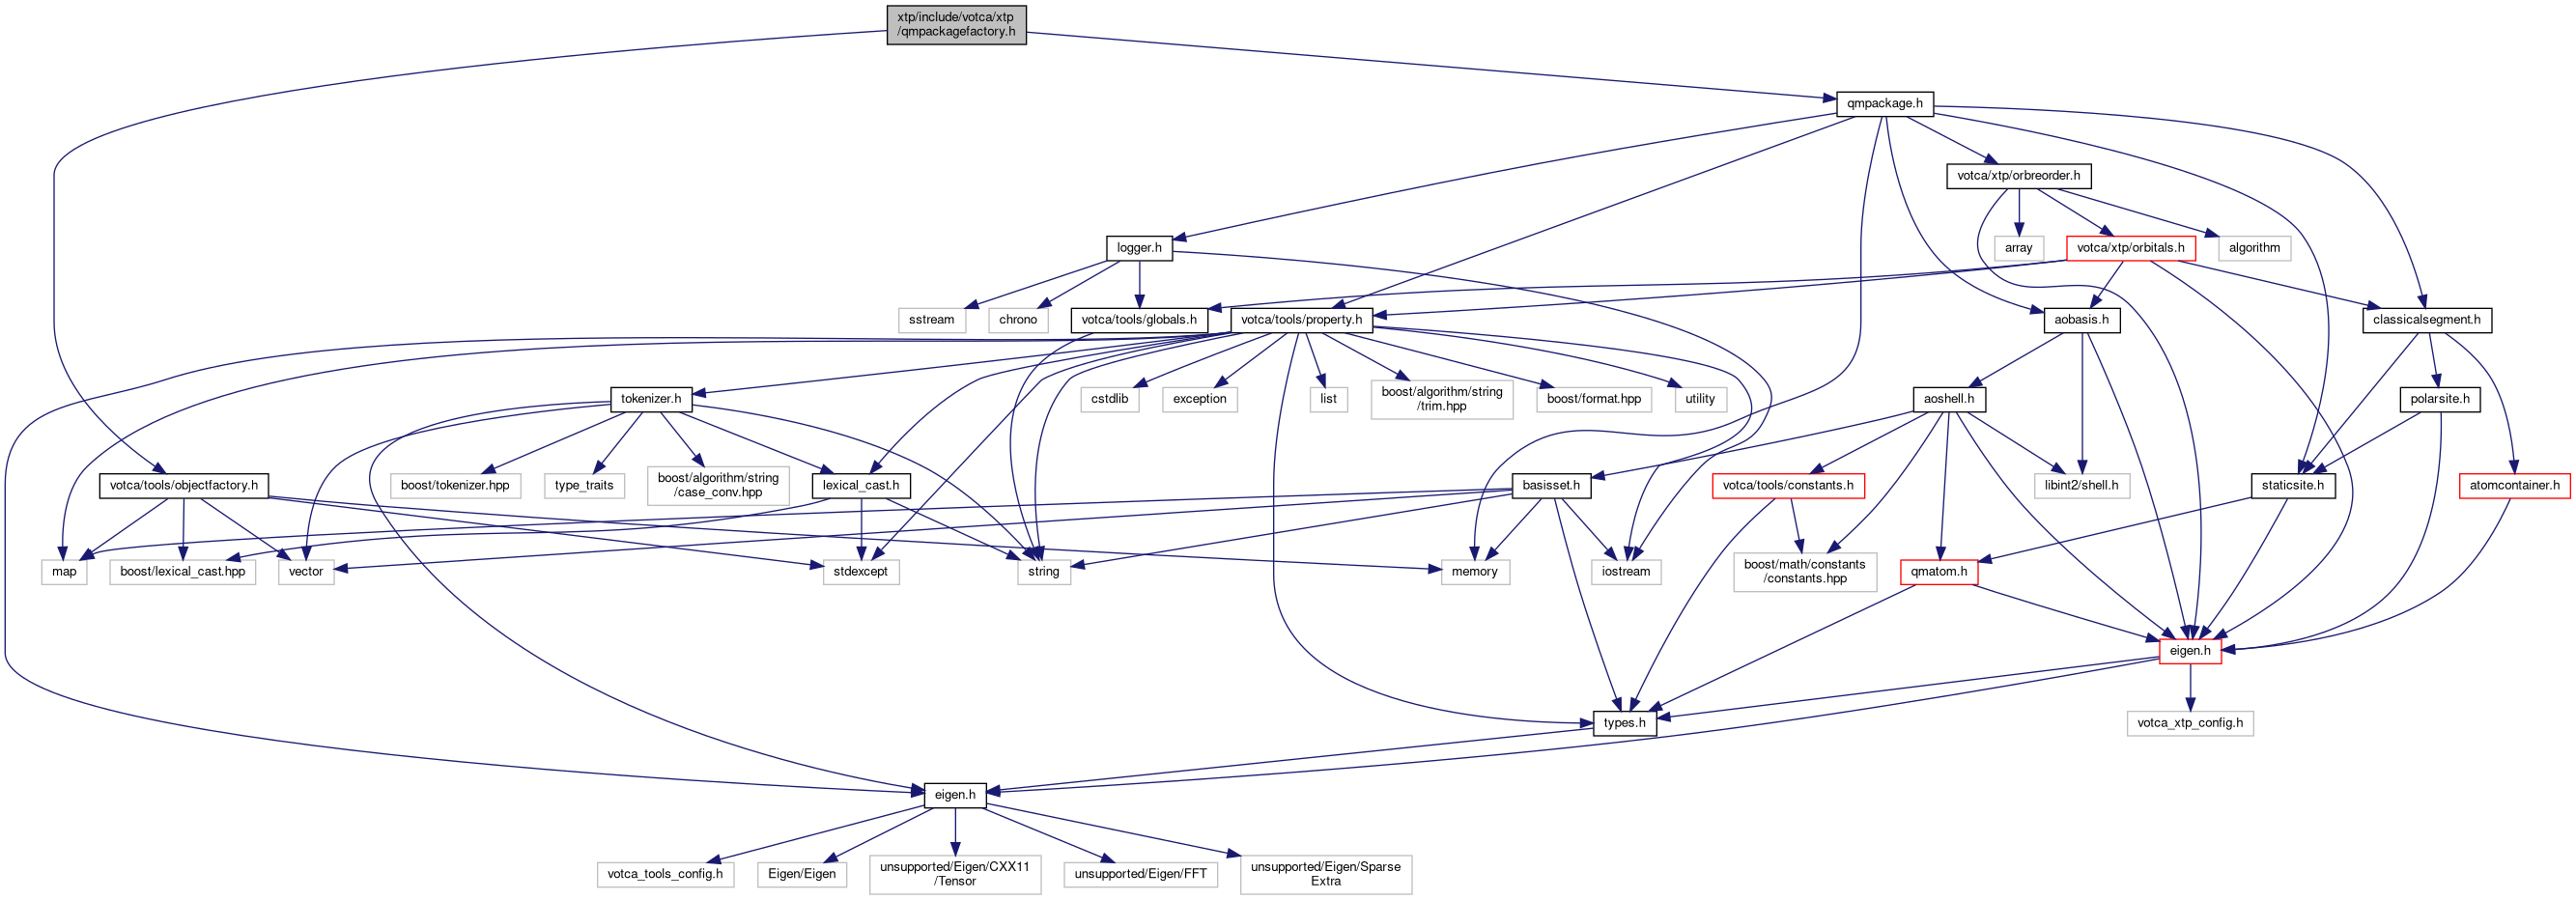 xtp/include/votca/xtp
/qmpackagefactory.h
qmpackage.h
votca/xtp/orbreorder.h
logger.h
array
votca/xtp/orbitals.h
algorithm
sstream
chrono
votca/tools/globals.h
votca/tools/property.h
aobasis.h
classicalsegment.h
tokenizer.h
cstdlib
exception
list
boost/algorithm/string
/trim.hpp
boost/format.hpp
utility
aoshell.h
polarsite.h
votca/tools/objectfactory.h
boost/tokenizer.hpp
type_traits
boost/algorithm/string
/case_conv.hpp
lexical_cast.h
basisset.h
votca/tools/constants.h
libint2/shell.h
staticsite.h
atomcontainer.h
map
boost/lexical_cast.hpp
vector
stdexcept
string
memory
iostream
boost/math/constants
/constants.hpp
qmatom.h
eigen.h
types.h
votca_xtp_config.h
eigen.h
votca_tools_config.h
Eigen/Eigen
unsupported/Eigen/CXX11
/Tensor
unsupported/Eigen/FFT
unsupported/Eigen/Sparse
Extra